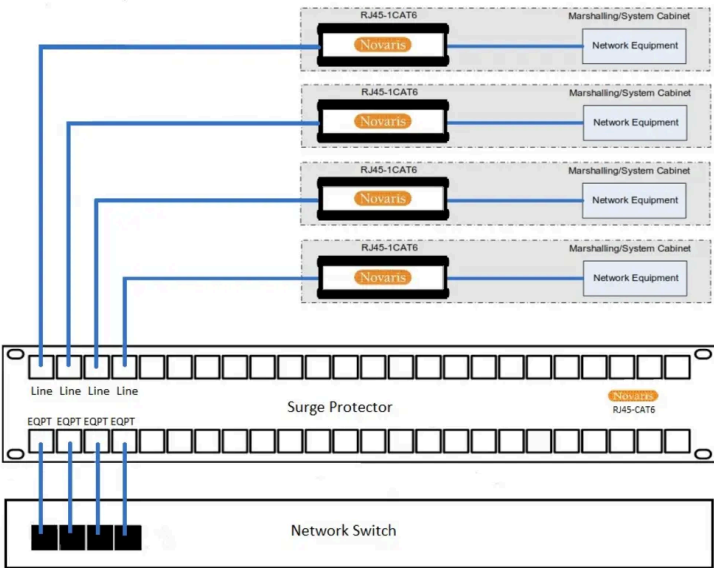 RJ45-1CAT6 Marshalling/System Cabinet
Novaris Network Equipment
RJ45-1CAT6 Marshalling/System Cabinet
Novaris Network Equipment
RJ45-1CAT6 Marshalling/System Cabinet
Novaris Network Equipment
RJ45-1CAT6 Marshalling/System Cabinet
Novaris Network Equipment
Line Line Line Line
Surge Protector
Novaris
RJ45-CAT6
EQPT EQPT EQPT EQPT
Network Switch